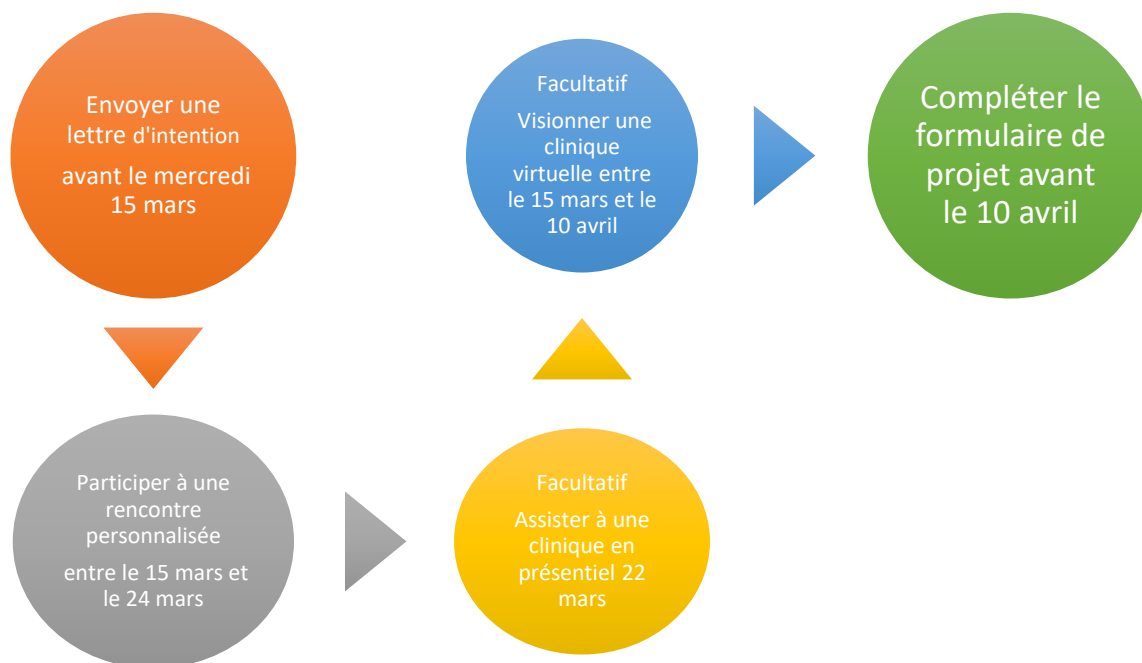 Envoyer une
lettre d'intention
avant le mercredi
15 mars
Participer à une
rencontre
personnalisée
entre le 15 mars et
le 24 mars
Facultatif
Assister à une
clinique en
présentiel 22
mars
Facultatif
Visionner une
clinique
virtuelle entre
le 15 mars et le
10 avril
Compléter le
formulaire de
projet avant
le 10 avril